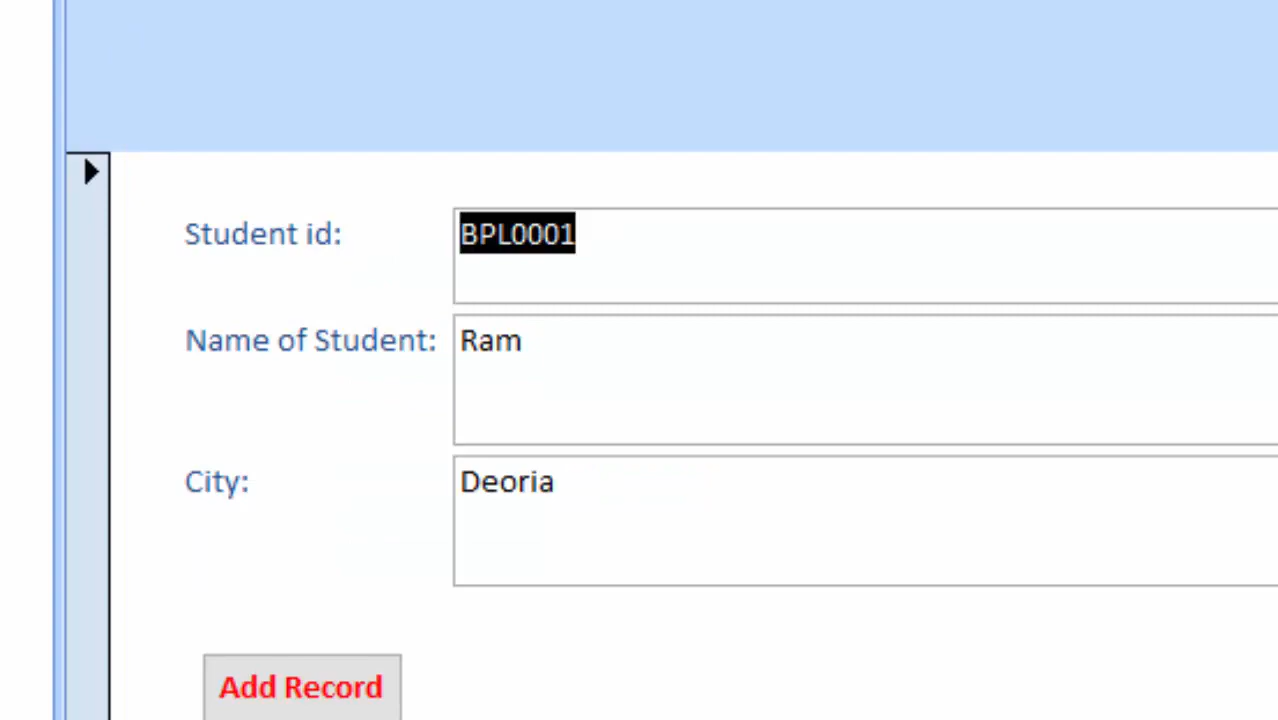 Student id: BPL0001
Name of Student: Ram
City: Deoria
Add Record